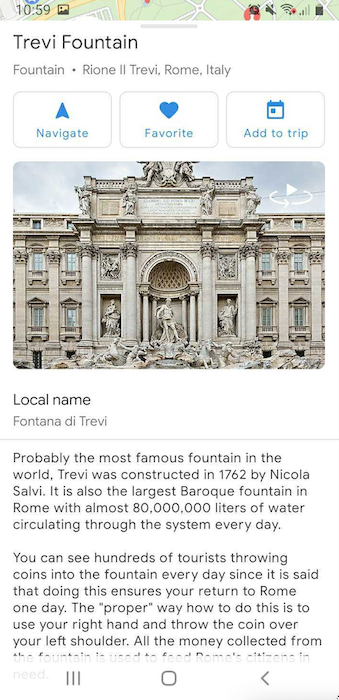 10:59
Trevi Fountain
Fountain • Rione II Trevi, Rome, Italy
Navigate
Favorite
Add to trip
Local name
Fontana di Trevi
Probably the most famous fountain in the
world, Trevi was constructed in 1762 by Nicola
Salvi. It is also the largest Baroque fountain in
Rome with almost 80,000,000 liters of water
circulating through the system every day.
You can see hundreds of tourists throwing
coins into the fountain every day since it is said
that doing this ensures your return to Rome
one day. The "proper" way how to do this is to
use your right hand and throw the coin over
your left shoulder. All the money collected from
the fountain is used to feed Rome's citizens in
need.